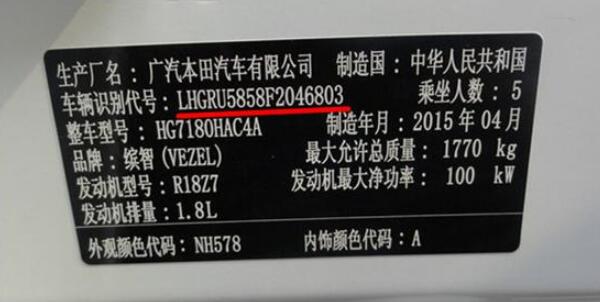 生产厂名：广汽本田汽车有限公司 制造国：中华人民共和国
车辆识别代号：LHGRU5858F2046803 乘坐人数：5
整车型号：HG7180HAC4A 制造年月：2015年04月
品牌：缤智(VEZEL) 最大允许总质量：1770 kg
发动机型号：R18Z7 发动机最大净功率：100 kW
发动机排量：1.8L
外观颜色代码：NH578 内饰颜色代码：A